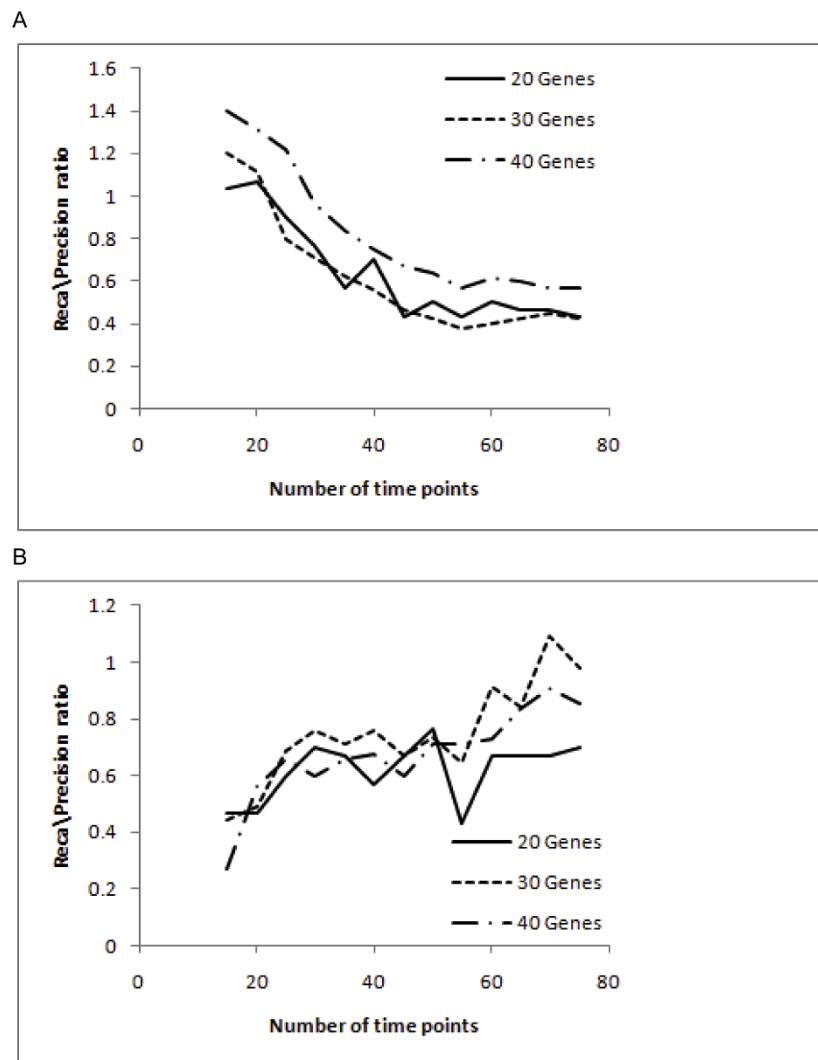 A
1.6
1.4
1.2
1
0.8
0.6
0.4
0.2
0
0 20 40 60 80
Reca\Precision ratio
Number of time points
20 Genes
30 Genes
40 Genes
B
1.2
1
0.8
0.6
0.4
0.2
0
0 20 40 60 80
Reca\Precision ratio
Number of time points
20 Genes
30 Genes
40 Genes